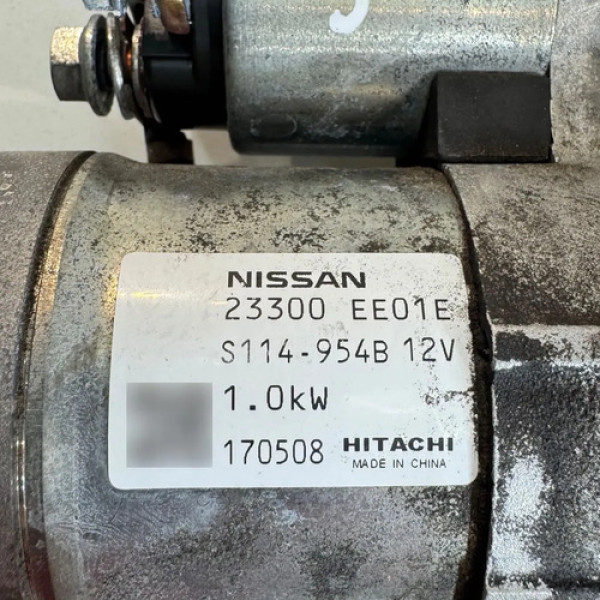 NISSAN
23300 EE01E
S114-954B 12V
1.0kW
170508 HITACHI
MADE IN CHINA